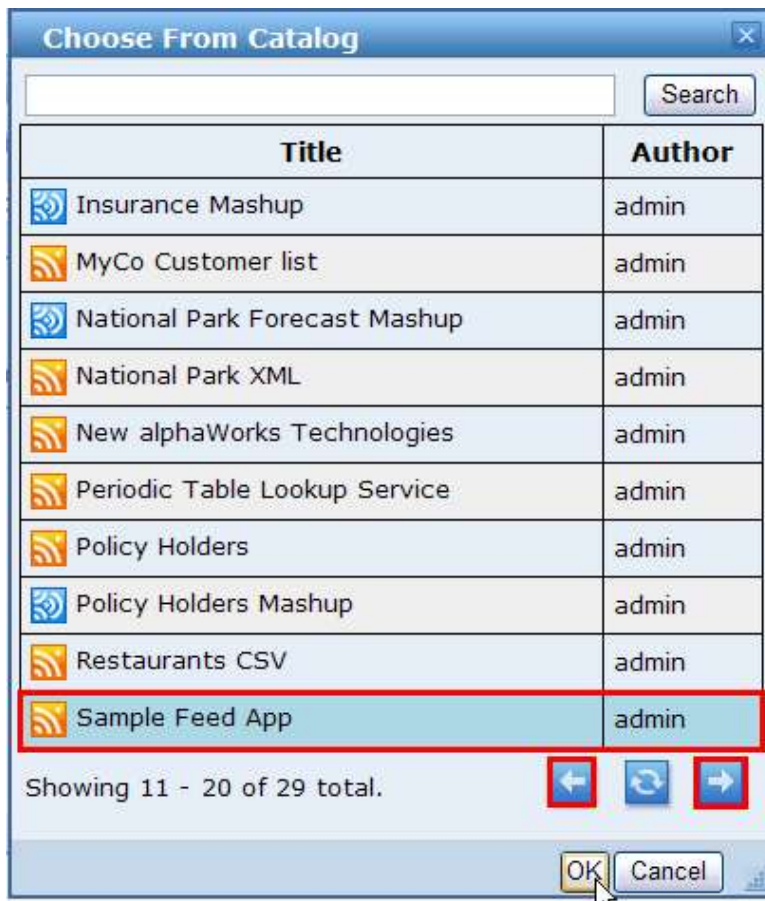 Choose From Catalog
Search
Title Author
Insurance Mashup admin
MyCo Customer list admin
National Park Forecast Mashup admin
National Park XML admin
New alphaWorks Technologies admin
Periodic Table Lookup Service admin
Policy Holders admin
Policy Holders Mashup admin
Restaurants CSV admin
Sample Feed App admin
Showing 11 - 20 of 29 total.
OK Cancel